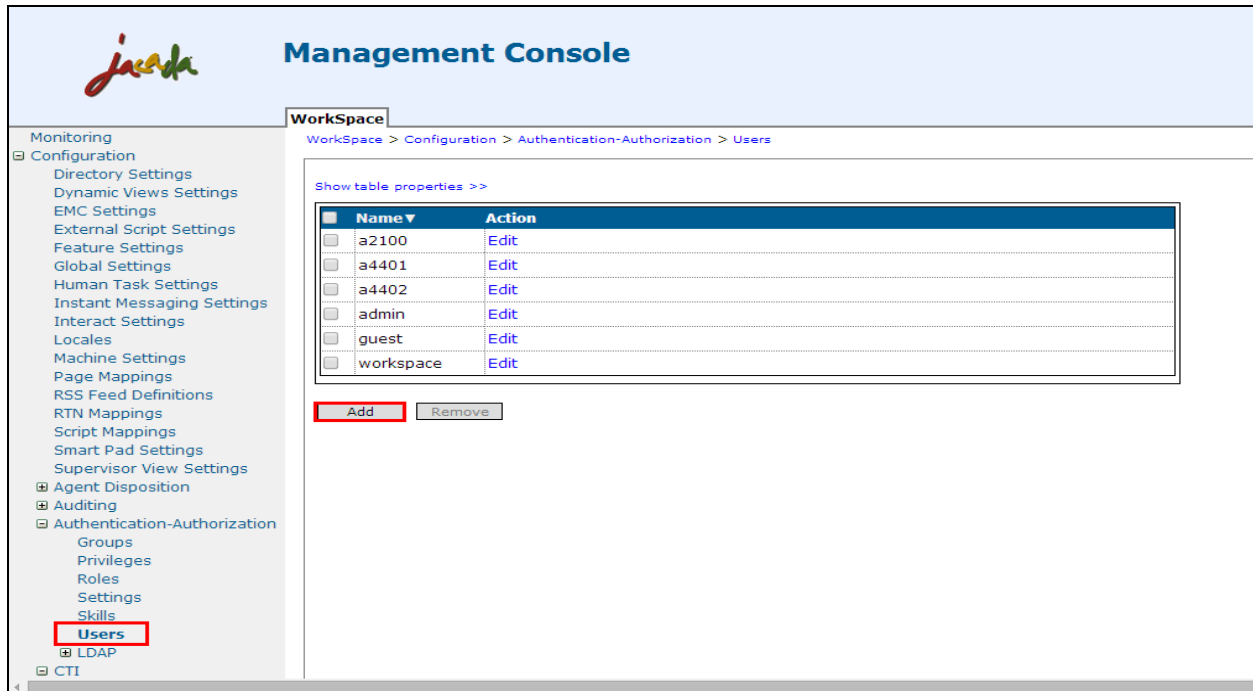 jacada
Management Console
WorkSpace
Monitoring
Configuration
Directory Settings
Dynamic Views Settings
EMC Settings
External Script Settings
Feature Settings
Global Settings
Human Task Settings
Instant Messaging Settings
Interact Settings
Locales
Machine Settings
Page Mappings
RSS Feed Definitions
RTN Mappings
Script Mappings
Smart Pad Settings
Supervisor View Settings
Agent Disposition
Auditing
Authentication-Authorization
Groups
Privileges
Roles
Settings
Skills
Users
LDAP
CTI
WorkSpace > Configuration > Authentication-Authorization > Users
Show table properties >>
Name▼ Action
a2100 Edit
a4401 Edit
a4402 Edit
admin Edit
guest Edit
workspace Edit
Add Remove